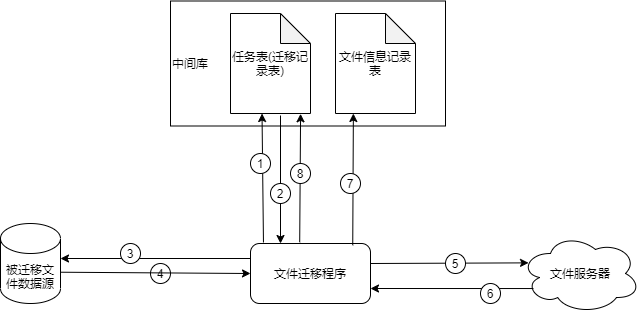 中间库
任务表(迁移记
录表)
文件信息记录
表
①
②
⑧
⑦
③
④
被迁移文
件数据源
文件迁移程序
⑤
⑥
文件服务器